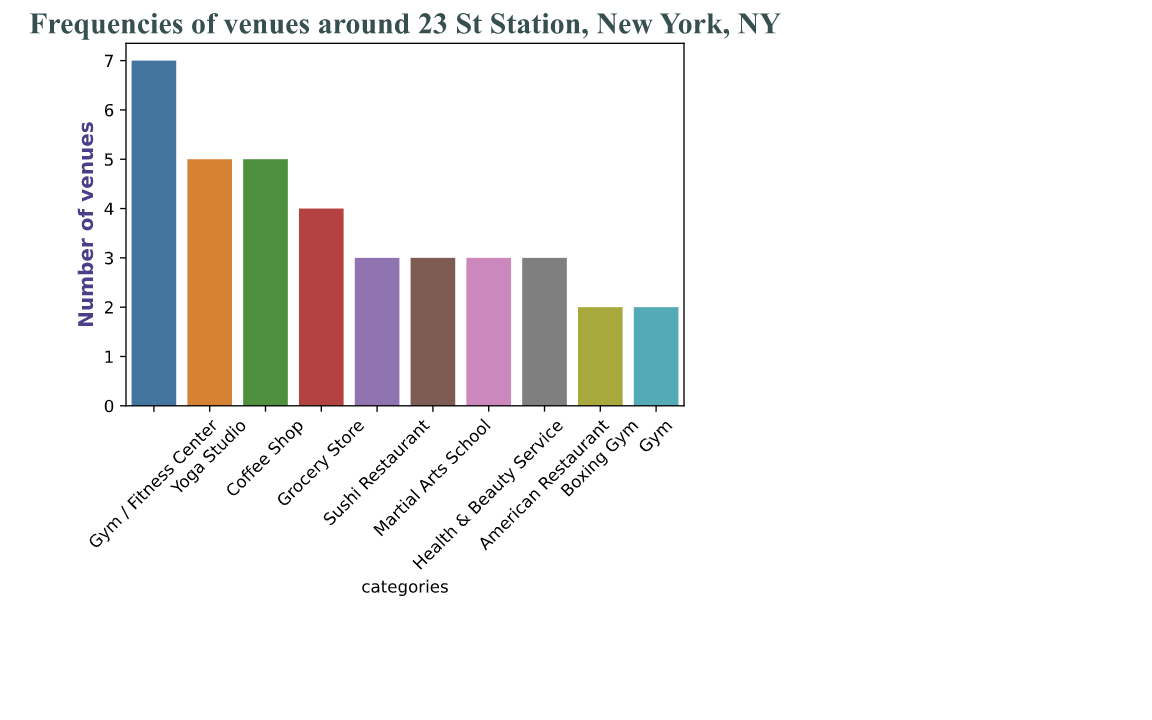 Frequencies of venues around 23 St Station, New York, NY
Number of venues
7
6
5
4
3
2
1
0
Gym / Fitness Center
Yoga Studio
Coffee Shop
Grocery Store
Sushi Restaurant
Martial Arts School
Health & Beauty Service
American Restaurant
Boxing Gym
Gym
categories